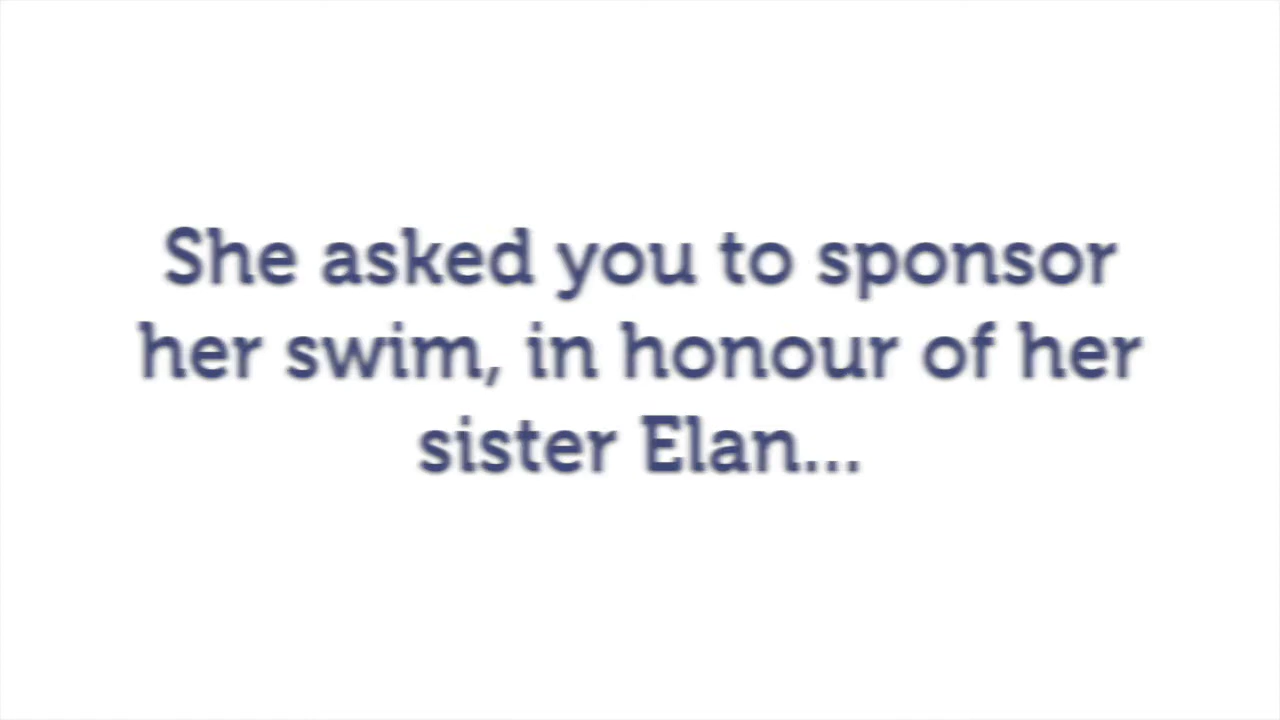 She asked you to sponsor
her swim, in honour of her
sister Elan...